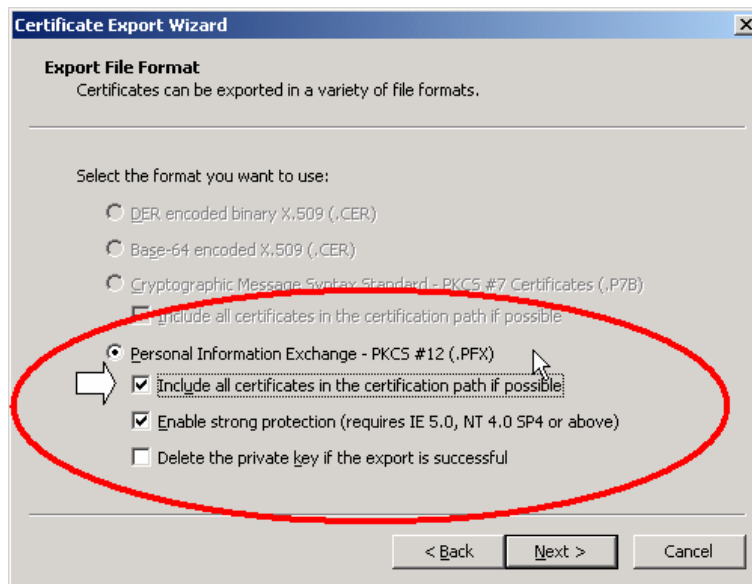 Certificate Export Wizard
Export File Format
Certificates can be exported in a variety of file formats.
Select the format you want to use:
DER encoded binary X.509 (.CER)
Base-64 encoded X.509 (.CER)
Cryptographic Message Syntax Standard - PKCS #7 Certificates (.P7B)
Include all certificates in the certification path if possible
Personal Information Exchange - PKCS #12 (.PFX)
Include all certificates in the certification path if possible
Enable strong protection (requires IE 5.0, NT 4.0 SP4 or above)
Delete the private key if the export is successful
< Back Next > Cancel